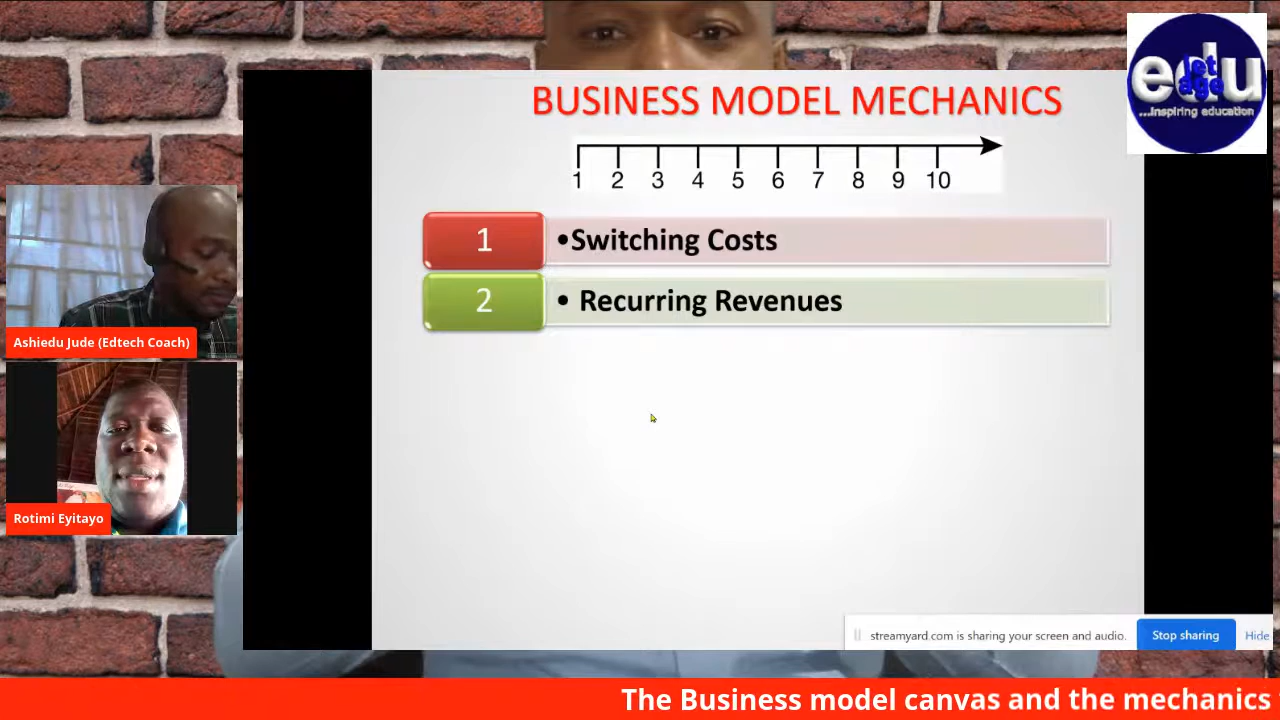 BUSINESS MODEL MECHANICS
1 2 3 4 5 6 7 8 9 10
1
•Switching Costs
2
• Recurring Revenues
edu
let
age
...inspiring education
Ashiedu Jude (Edtech Coach)
Rotimi Eyitayo
streamyard.com is sharing your screen and audio.
Stop sharing
Hide
The Business model canvas and the mechanics